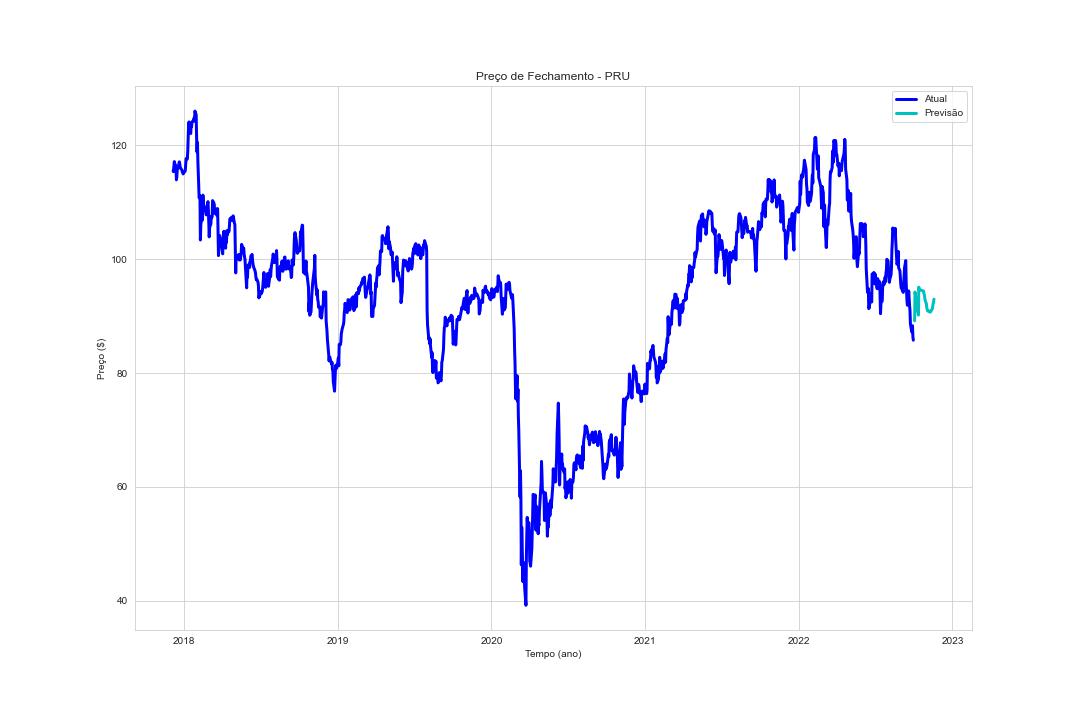 Preço de Fechamento - PRU
Atual
Previsão
120
100
80
60
40
Preço ($)
2018 2019 2020 2021 2022 2023
Tempo (ano)